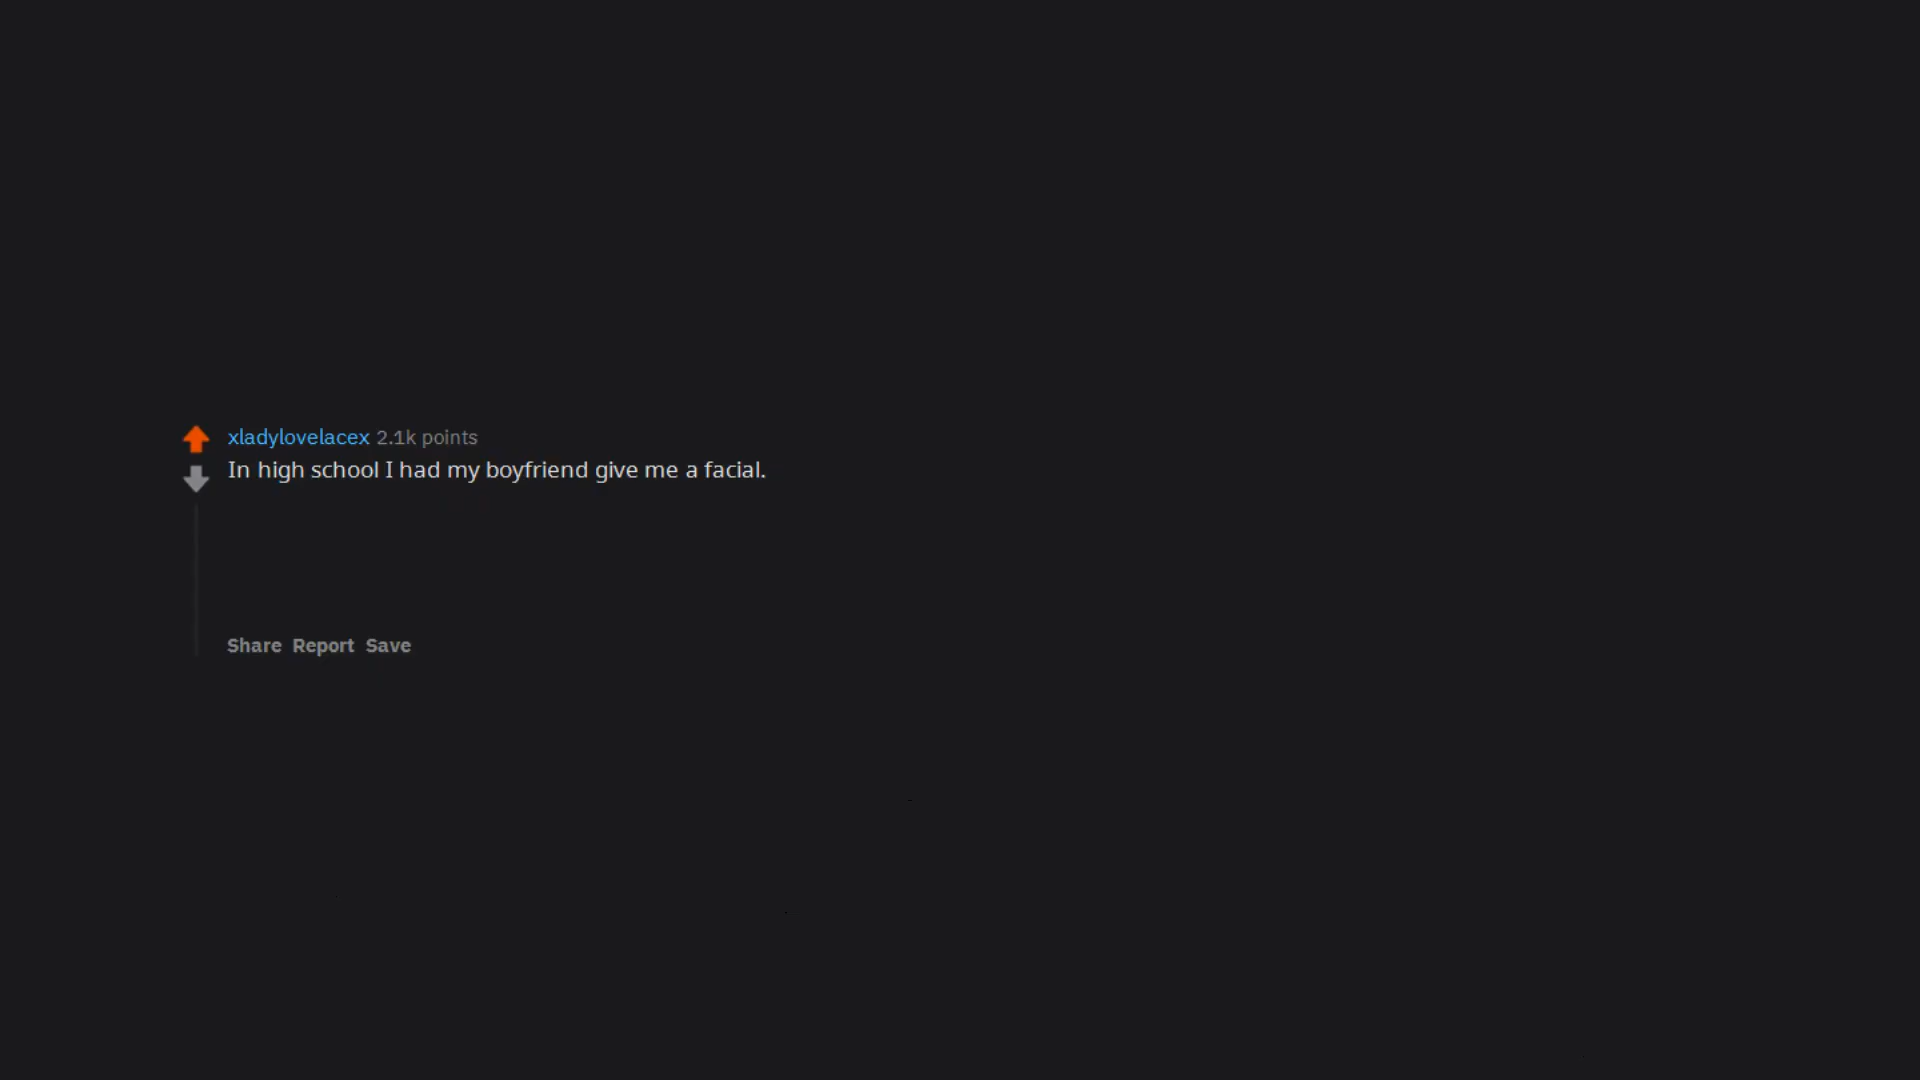 xladylovelacex 2.1k points
In high school I had my boyfriend give me a facial.
Share Report Save